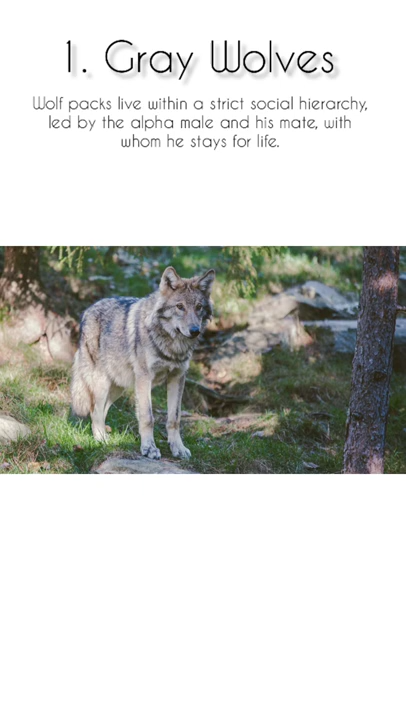 1. Gray Wolves
Wolf packs live within a strict social hierarchy,
led by the alpha male and his mate, with
whom he stays for life.